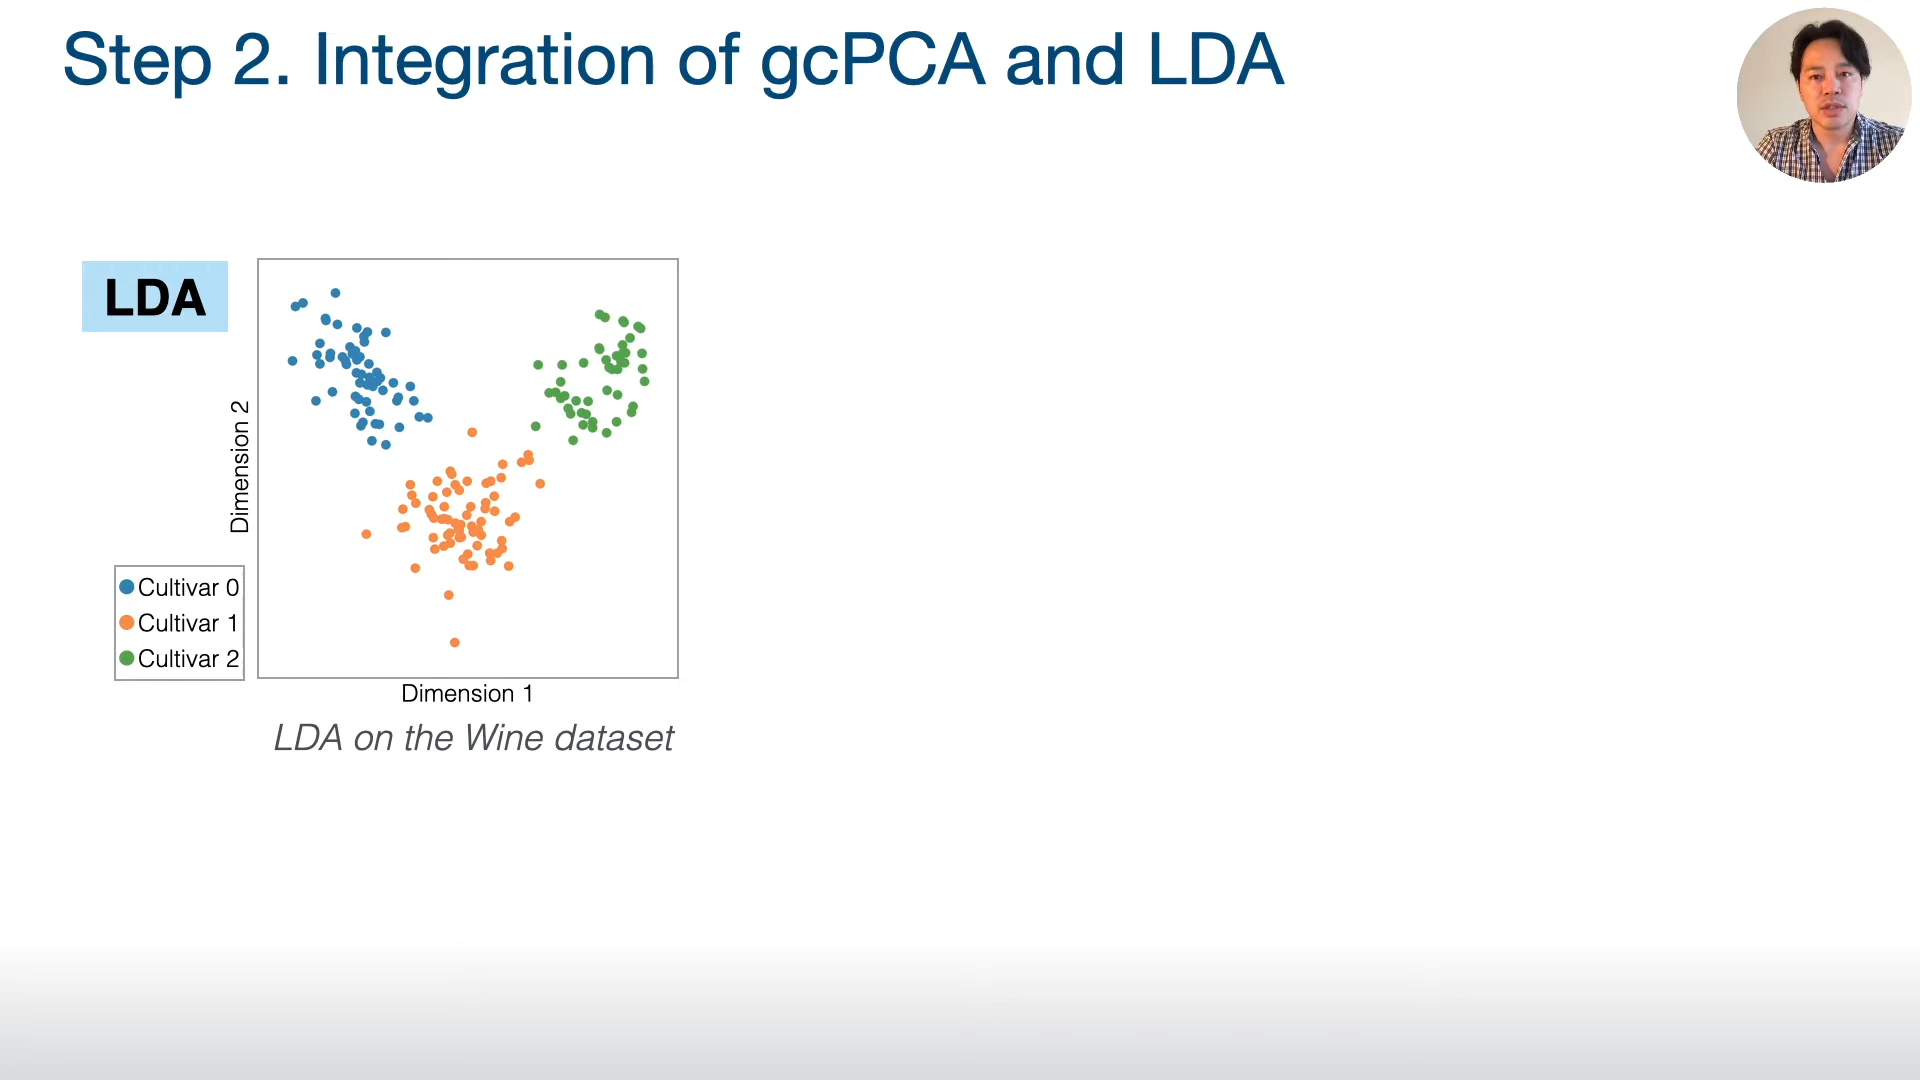 Step 2. Integration of gcPCA and LDA
LDA
Dimension 2
Cultivar 0
Cultivar 1
Cultivar 2
Dimension 1
LDA on the Wine dataset